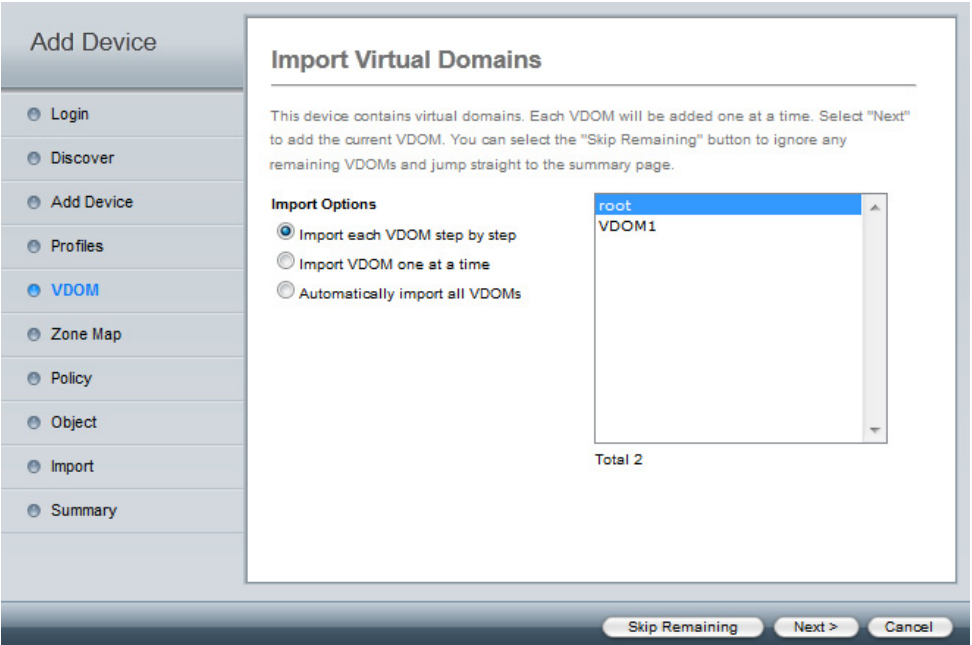 Add Device
Login
Discover
Add Device
Profiles
VDOM
Zone Map
Policy
Object
Import
Summary
Import Virtual Domains
This device contains virtual domains. Each VDOM will be added one at a time. Select "Next"
to add the current VDOM. You can select the "Skip Remaining" button to ignore any
remaining VDOMs and jump straight to the summary page.
Import Options
Import each VDOM step by step
Import VDOM one at a time
Automatically import all VDOMs
root
VDOM1
Total 2
Skip Remaining
Next >
Cancel